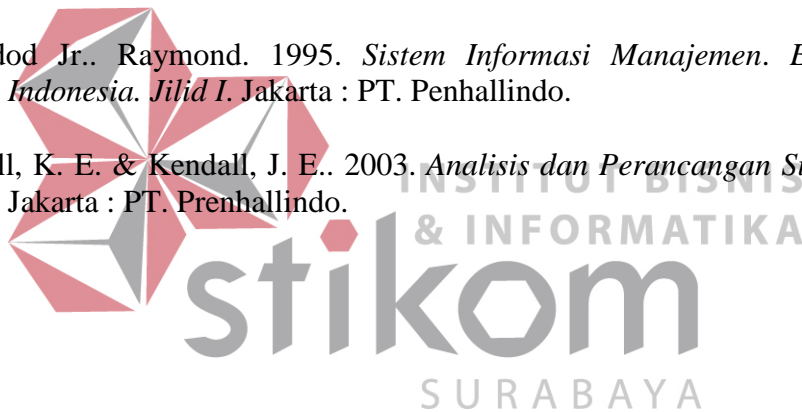 dod Jr.. Raymond. 1995. Sistem Informasi Manajemen.
Indonesia. Jilid I. Jakarta : PT. Penhallindo.
ll, K. E. & Kendall, J. E.. 2003. Analisis dan Perancangan
Jakarta : PT. Prenhallindo.
INSTITUT BISNIS
& INFORMATIKA
stikom
SURABAYA